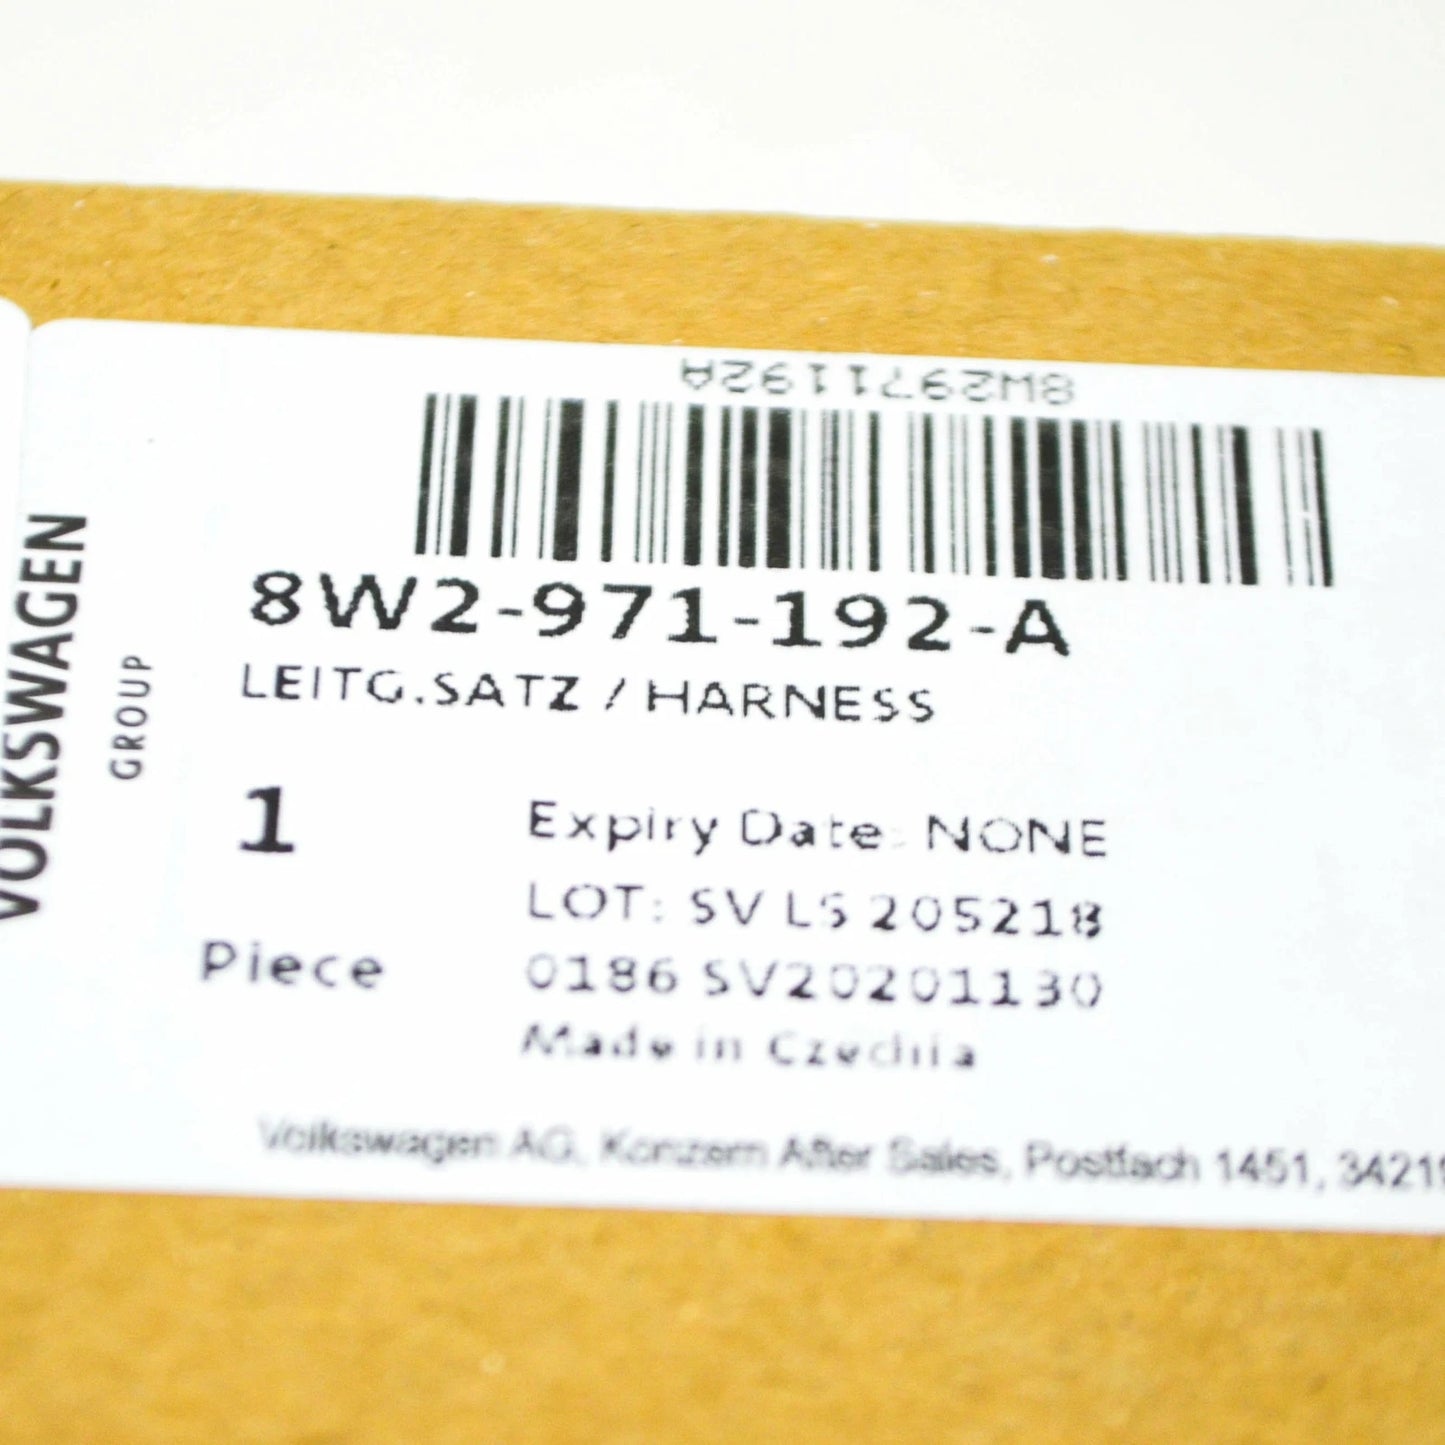 8W2971192A
8W2-971-192-A
LEITG.SATZ / HARNESS
1
Piece
Expiry Date: NONE
LOT: SV LS 205218
0186 SV20201130
Made in Czechia
Volkswagen AG, Konzern After Sales, Postfach 1451, 3421
VOLKSWAGEN
GROUP